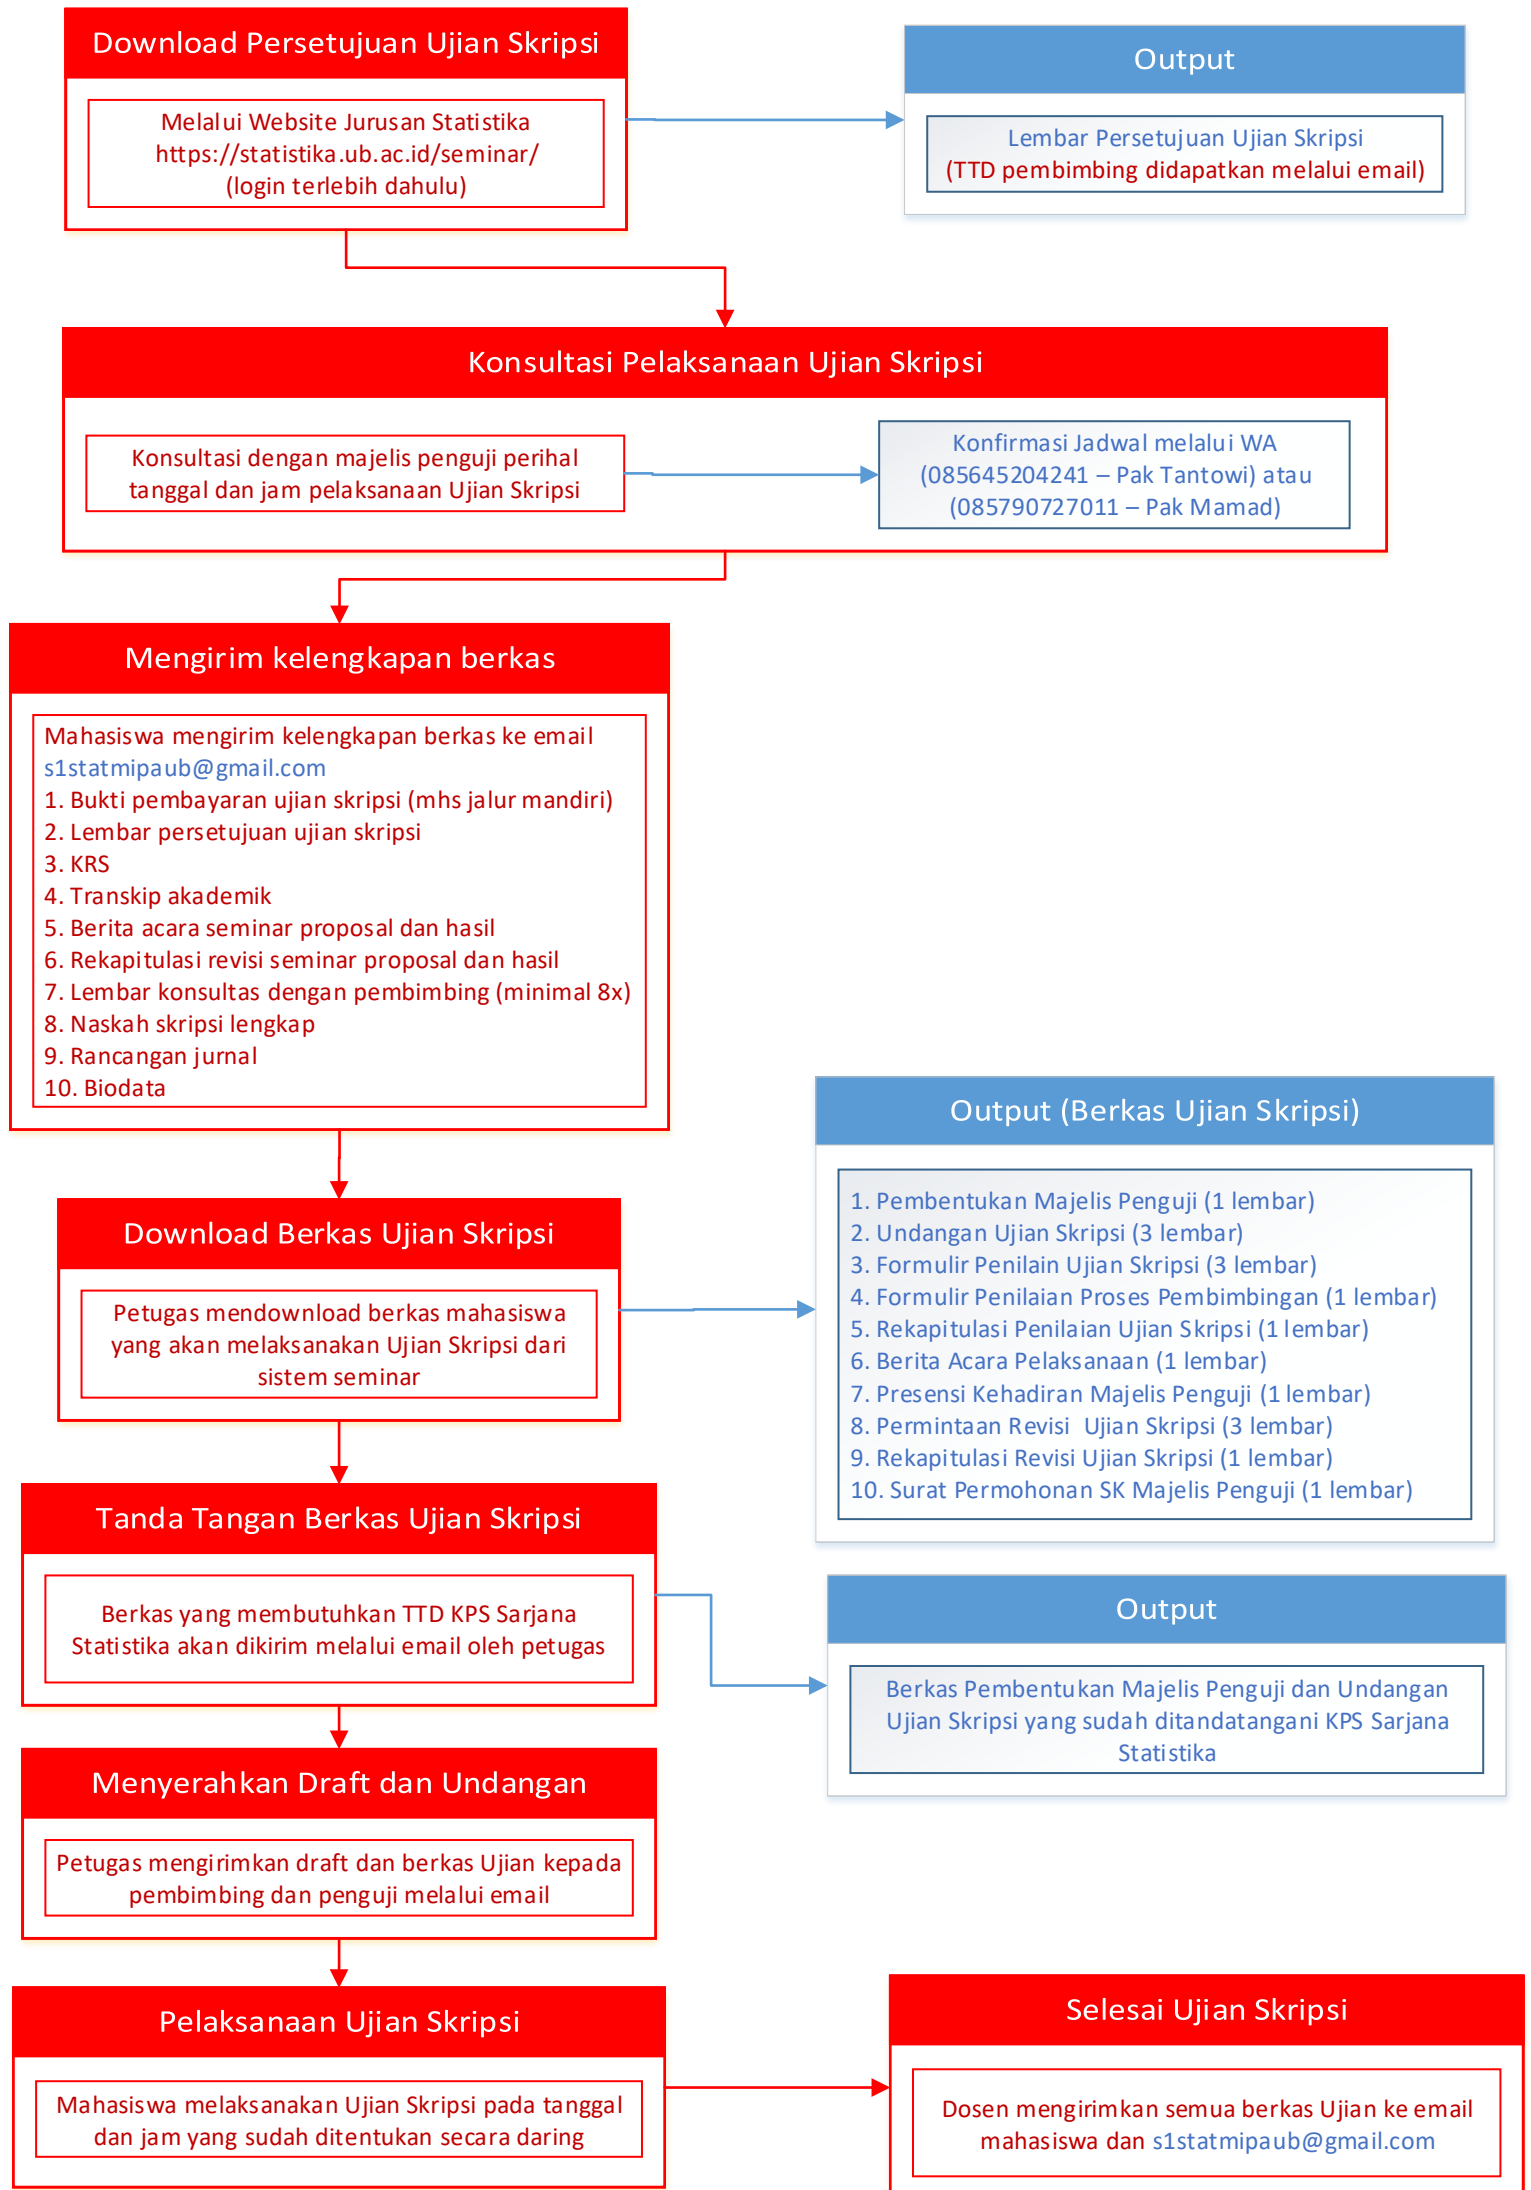 Download Persetujuan Ujian Skripsi
Melalui Website Jurusan Statistika
https://statistika.ub.ac.id/seminar/
(login terlebih dahulu)
Output
Lembar Persetujuan Ujian Skripsi
(TTD pembimbing didapatkan melalui email)
Konsultasi Pelaksanaan Ujian Skripsi
Konsultasi dengan majelis penguji perihal
tanggal dan jam pelaksanaan Ujian Skripsi
Konfirmasi Jadwal melalui WA
(085645204241 – Pak Tantowi) atau
(085790727011 – Pak Mamad)
Mengirim kelengkapan berkas
Mahasiswa mengirim kelengkapan berkas ke email
s1statmipaub@gmail.com
1. Bukti pembayaran ujian skripsi (mhs jalur mandiri)
2. Lembar persetujuan ujian skripsi
3. KRS
4. Transkip akademik
5. Berita acara seminar proposal dan hasil
6. Rekapitulasi revisi seminar proposal dan hasil
7. Lembar konsultas dengan pembimbing (minimal 8x)
8. Naskah skripsi lengkap
9. Rancangan jurnal
10. Biodata
Download Berkas Ujian Skripsi
Petugas mendownload berkas mahasiswa
yang akan melaksanakan Ujian Skripsi dari
sistem seminar
Output (Berkas Ujian Skripsi)
1. Pembentukan Majelis Penguji (1 lembar)
2. Undangan Ujian Skripsi (3 lembar)
3. Formulir Penilain Ujian Skripsi (3 lembar)
4. Formulir Penilaian Proses Pembimbingan (1 lembar)
5. Rekapitulasi Penilaian Ujian Skripsi (1 lembar)
6. Berita Acara Pelaksanaan (1 lembar)
7. Presensi Kehadiran Majelis Penguji (1 lembar)
8. Permintaan Revisi Ujian Skripsi (3 lembar)
9. Rekapitulasi Revisi Ujian Skripsi (1 lembar)
10. Surat Permohonan SK Majelis Penguji (1 lembar)
Tanda Tangan Berkas Ujian Skripsi
Berkas yang membutuhkan TTD KPS Sarjana
Statistika akan dikirim melalui email oleh petugas
Output
Berkas Pembentukan Majelis Penguji dan Undangan
Ujian Skripsi yang sudah ditandatangani KPS Sarjana
Statistika
Menyerahkan Draft dan Undangan
Petugas mengirimkan draft dan berkas Ujian kepada
pembimbing dan penguji melalui email
Pelaksanaan Ujian Skripsi
Mahasiswa melaksanakan Ujian Skripsi pada tanggal
dan jam yang sudah ditentukan secara daring
Selesai Ujian Skripsi
Dosen mengirimkan semua berkas Ujian ke email
mahasiswa dan s1statmipaub@gmail.com